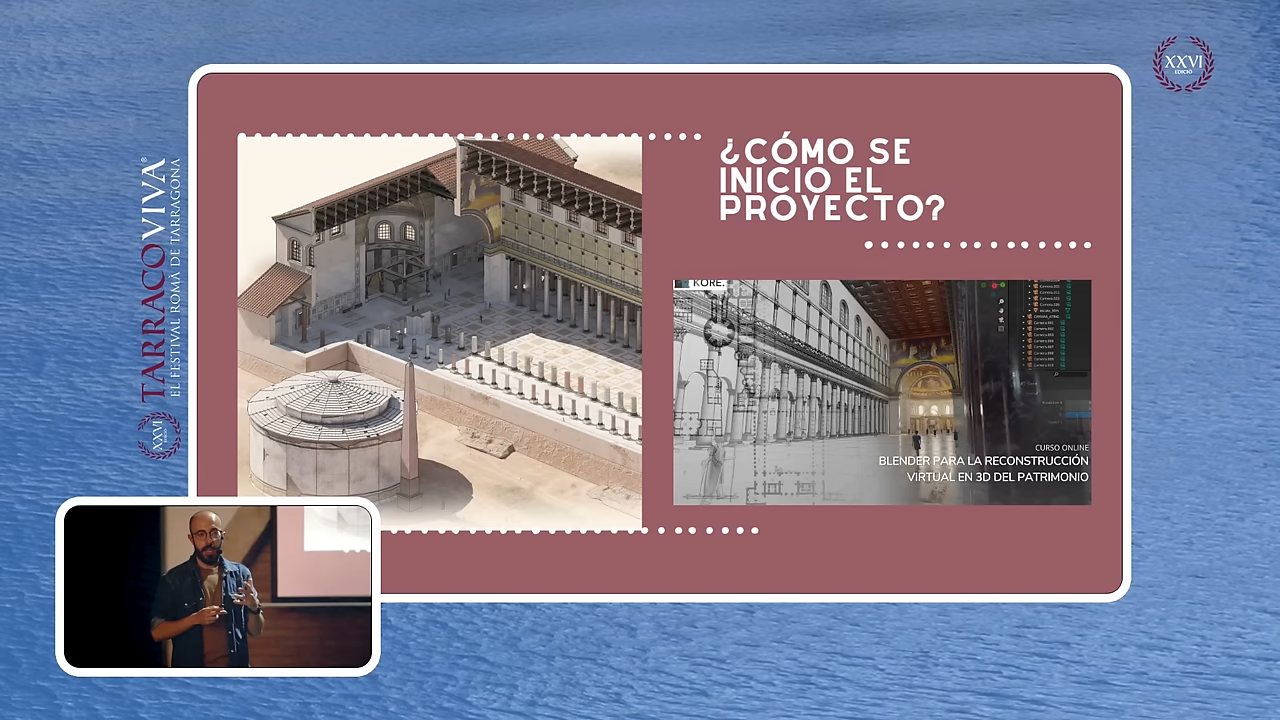 XXVI
EDICIÓ
TARRACOVIVA®
EL FESTIVAL ROMÀ DE TARRAGONA
XXVI
¿CÓMO SE
INICIO EL
PROYECTO?
KORE.
CURSO ONLINE
BLENDER PARA LA RECONSTRUCCIÓN
VIRTUAL EN 3D DEL PATRIMONIO